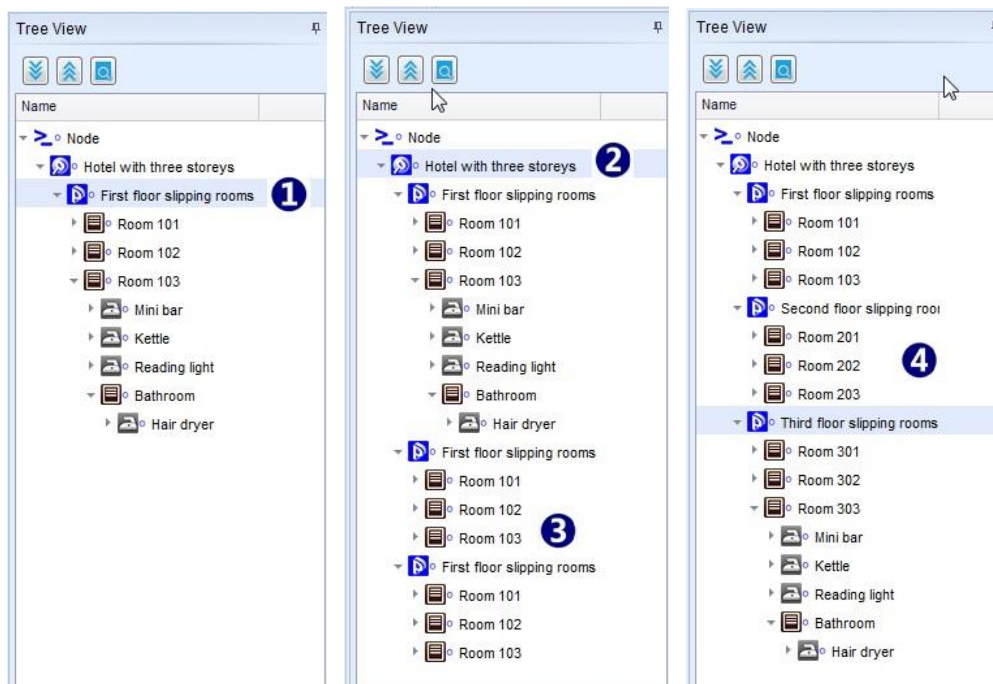 Tree View
Name
Node
Hotel with three storeys
First floor slipping rooms
1
Room 101
Room 102
Room 103
Mini bar
Kettle
Reading light
Bathroom
Hair dryer
Tree View
Name
Node
Hotel with three storeys
2
First floor slipping rooms
Room 101
Room 102
Room 103
Mini bar
Kettle
Reading light
Bathroom
Hair dryer
First floor slipping rooms
Room 101
Room 102
Room 103
3
First floor slipping rooms
Room 101
Room 102
Room 103
Tree View
Name
Node
Hotel with three storeys
First floor slipping rooms
Room 101
Room 102
Room 103
Second floor slipping roo
Room 201
Room 202
4
Room 203
Third floor slipping rooms
Room 301
Room 302
Room 303
Mini bar
Kettle
Reading light
Bathroom
Hair dryer